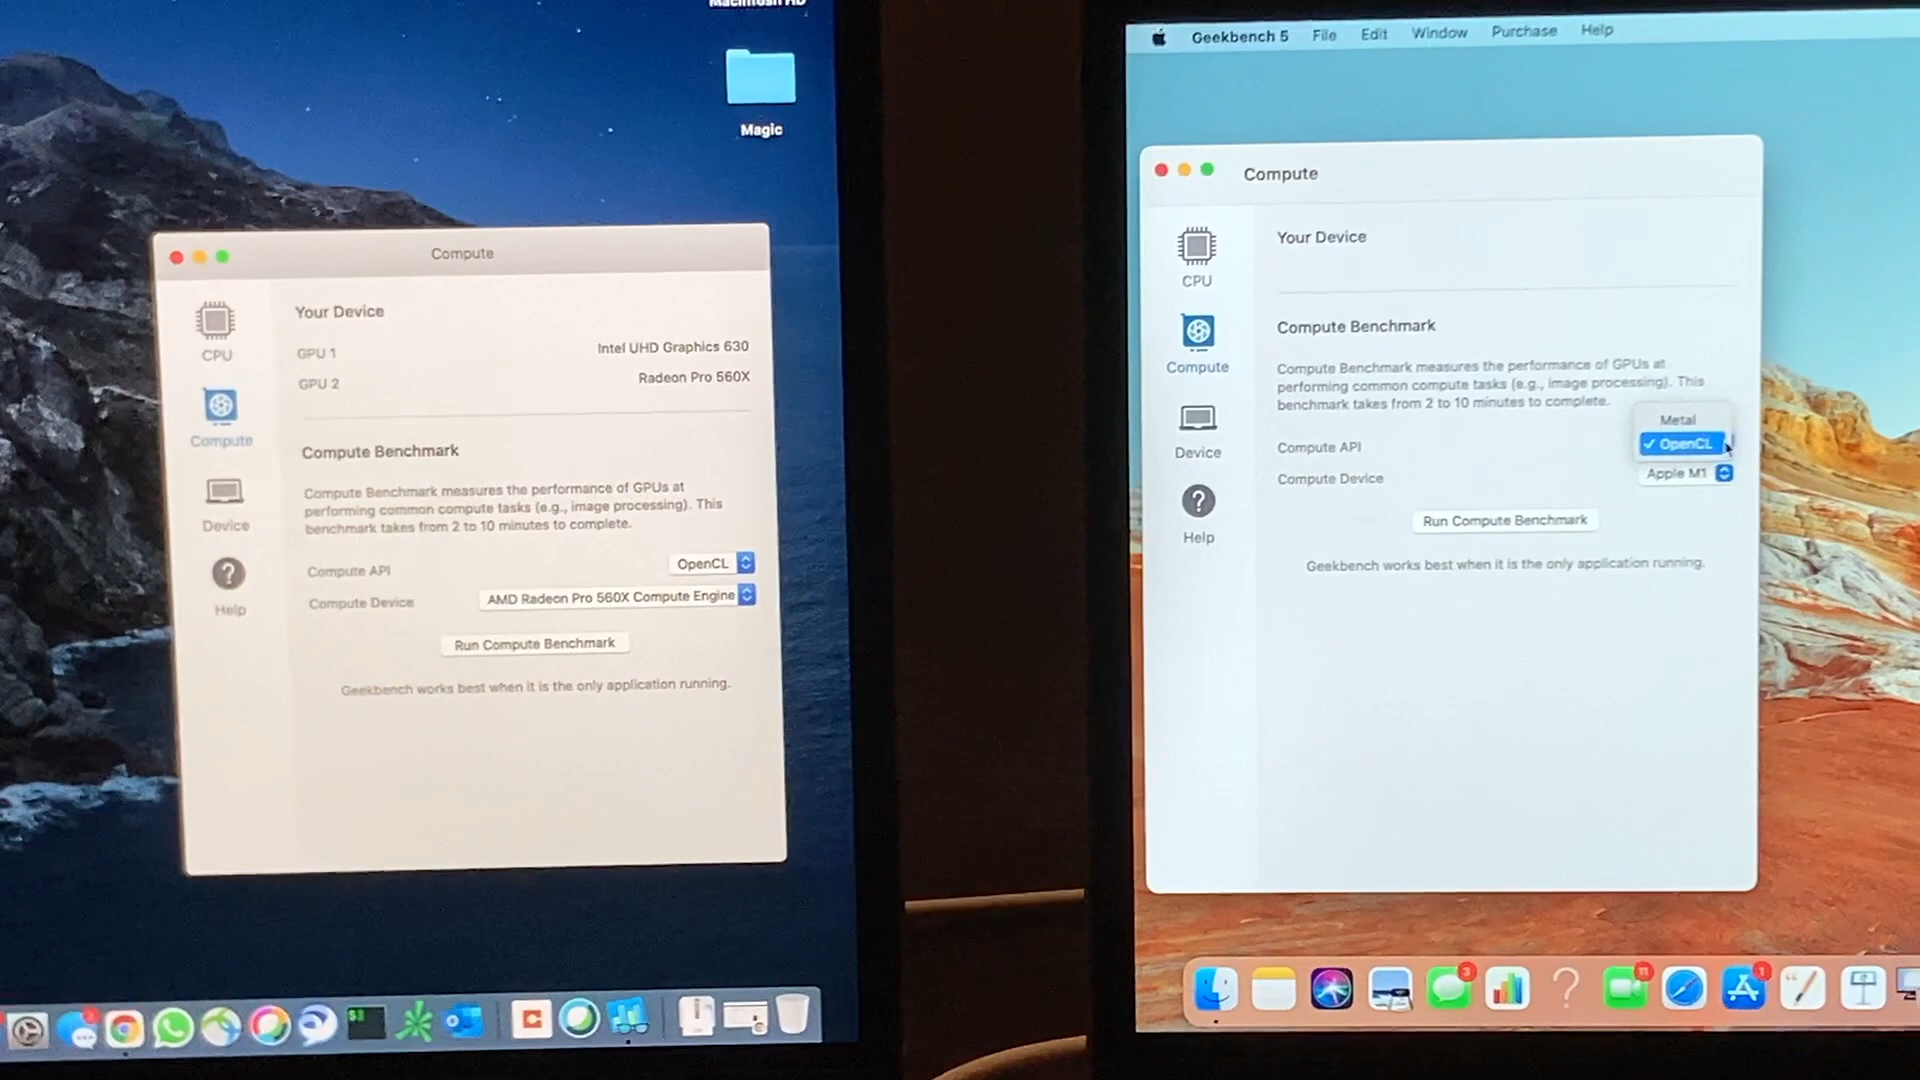 Macintosh HD
Magic
Compute
Your Device
GPU 1
Intel UHD Graphics 630
GPU 2
Radeon Pro 560X
CPU
Compute
Device
Help
Compute Benchmark
Compute Benchmark measures the performance of GPUs at
performing common compute tasks (e.g., image processing). This
benchmark takes from 2 to 10 minutes to complete.
Compute API
OpenCL
Compute Device
AMD Radeon Pro 560X Compute Engine
Run Compute Benchmark
Geekbench works best when it is the only application running.
Geekbench 5 File Edit Window Purchase Help
Compute
CPU
Compute
Device
Help
Your Device
Compute Benchmark
Compute Benchmark measures the performance of GPUs at
performing common compute tasks (e.g., image processing). This
benchmark takes from 2 to 10 minutes to complete.
Metal
Compute API
✓ OpenCL
Compute Device
Apple M1
Run Compute Benchmark
Geekbench works best when it is the only application running.
3
11
1